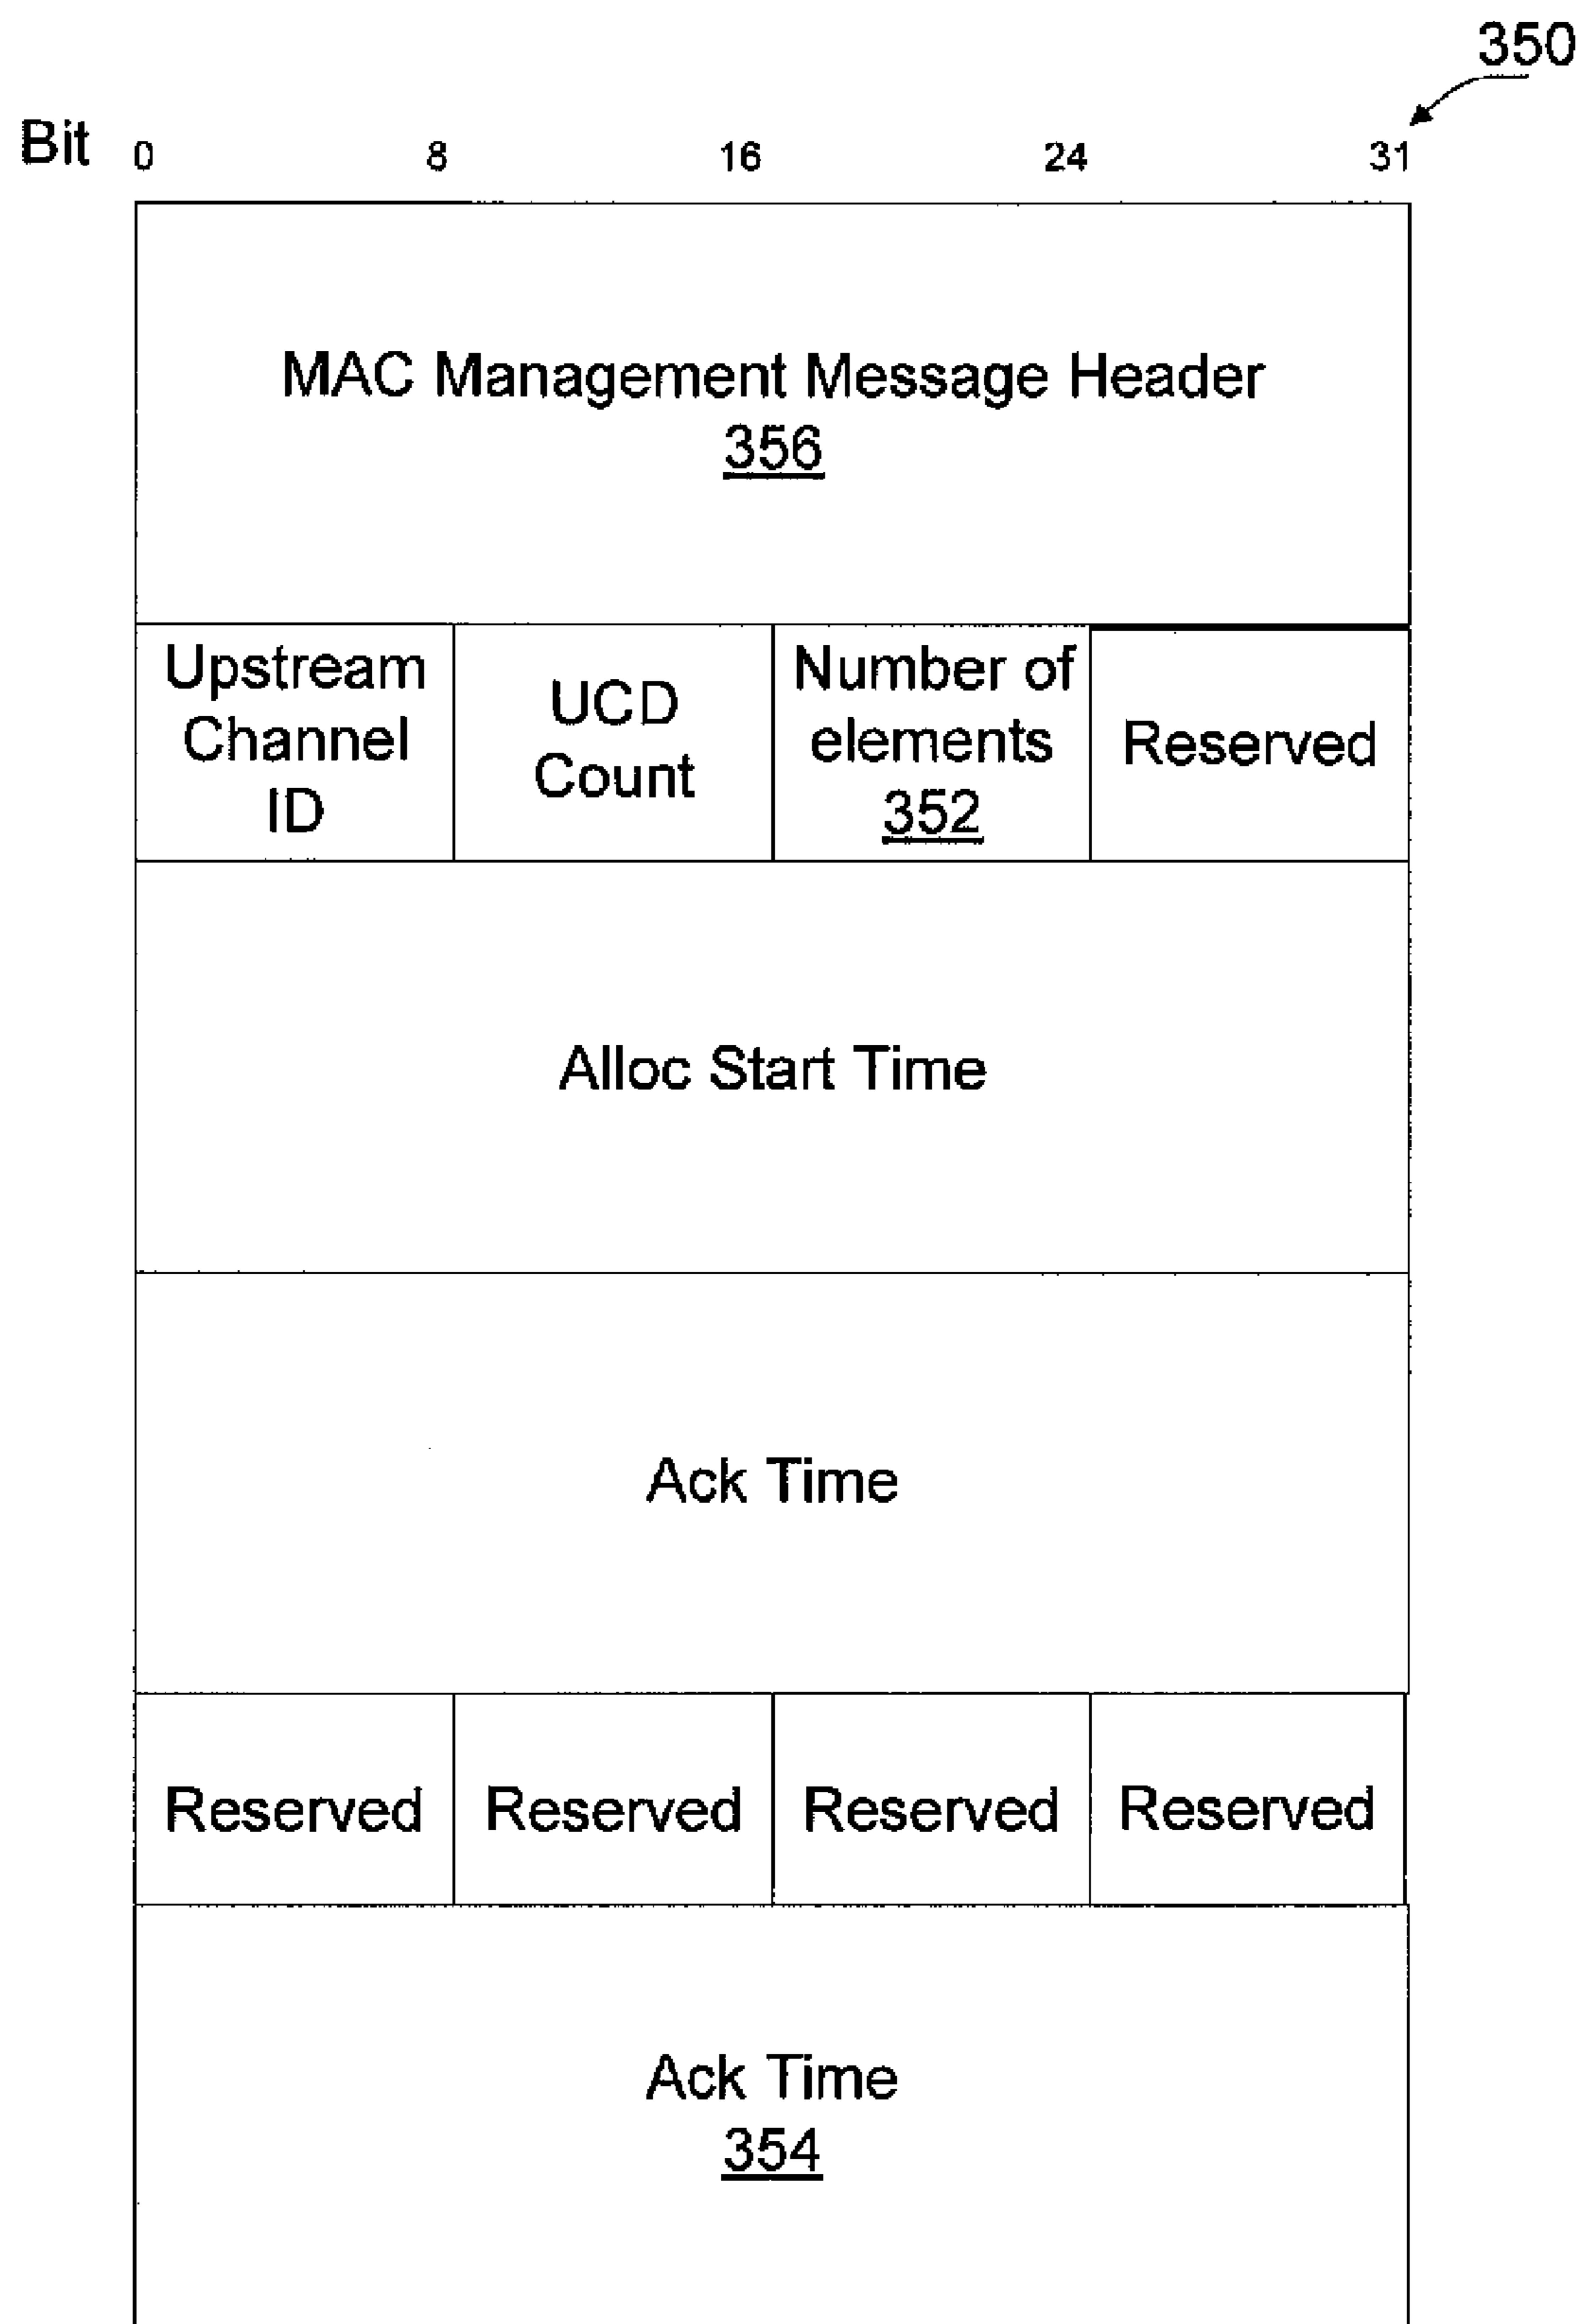 350
Bit 0 8 16 24 31
MAC Management Message Header
356
Upstream
Channel
ID
UCD
Count
Number of
elements
352
Reserved
Alloc Start Time
Ack Time
Reserved Reserved Reserved Reserved
Ack Time
354